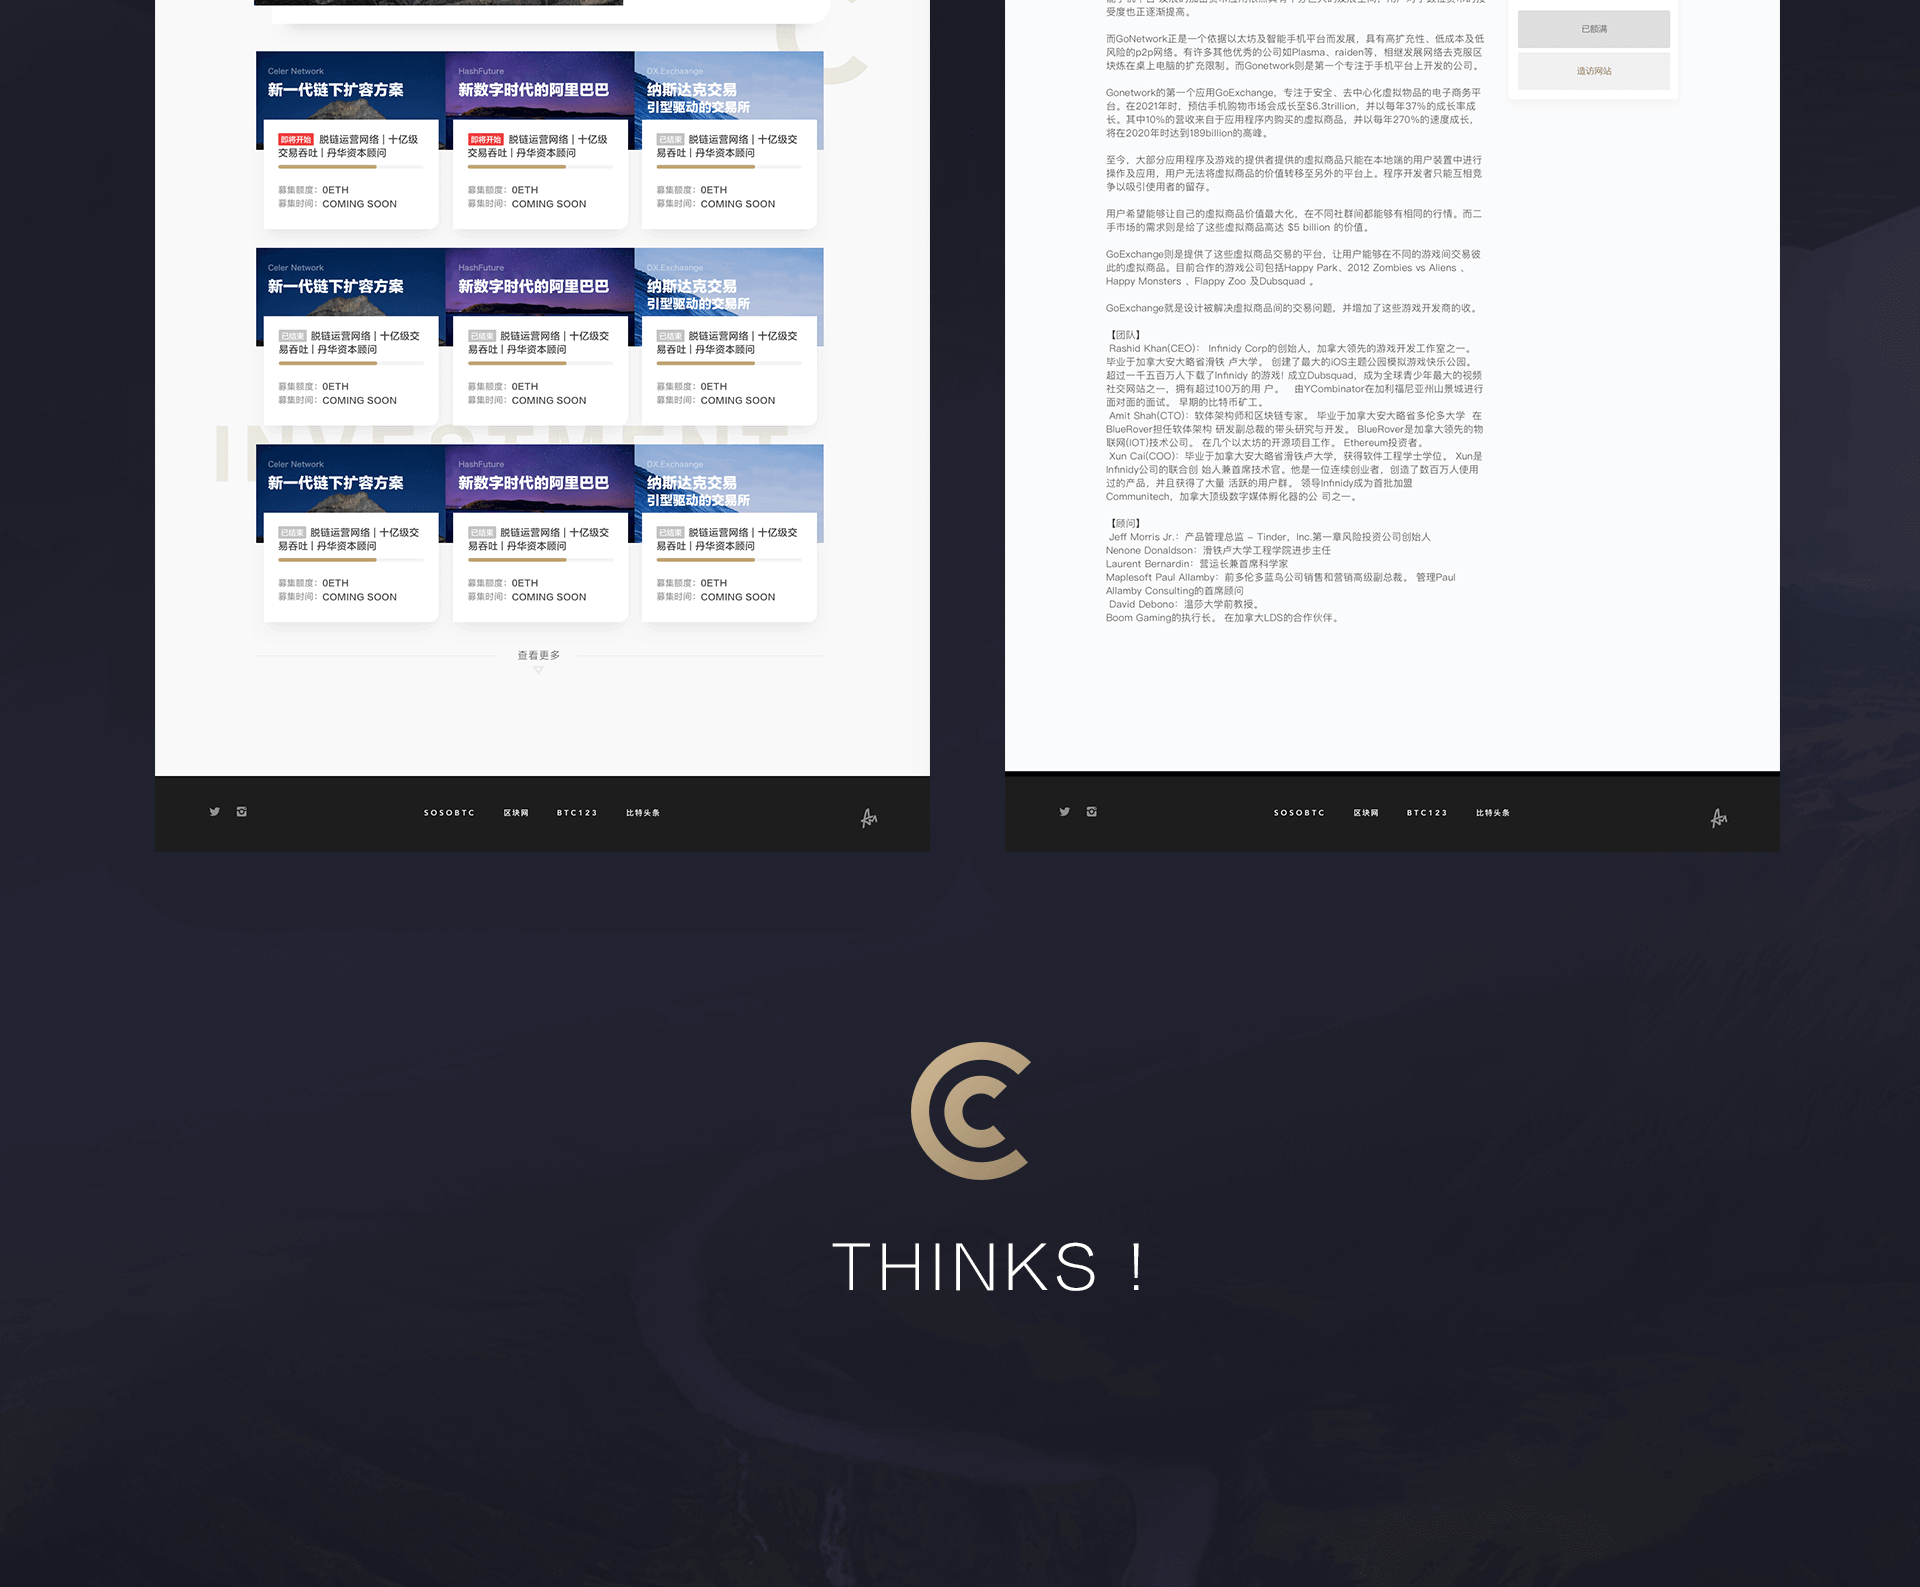 Celer Network
新一代链下扩容方案
HashFuture
新数字时代的阿里巴巴
DX.Exchaange
纳斯达克交易
引型驱动的交易所
即将开始 脱链运营网络 | 十亿级
交易吞吐 | 丹华资本顾问
募集额度：0ETH
募集时间：COMING SOON
即将开始 脱链运营网络 | 十亿级
交易吞吐 | 丹华资本顾问
募集额度：0ETH
募集时间：COMING SOON
已结束 脱链运营网络 | 十亿级交
易吞吐 | 丹华资本顾问
募集额度：0ETH
募集时间：COMING SOON
Celer Network
新一代链下扩容方案
HashFuture
新数字时代的阿里巴巴
DX.Exchaange
纳斯达克交易
引型驱动的交易所
已结束 脱链运营网络 | 十亿级交
易吞吐 | 丹华资本顾问
募集额度：0ETH
募集时间：COMING SOON
已结束 脱链运营网络 | 十亿级交
易吞吐 | 丹华资本顾问
募集额度：0ETH
募集时间：COMING SOON
已结束 脱链运营网络 | 十亿级交
易吞吐 | 丹华资本顾问
募集额度：0ETH
募集时间：COMING SOON
INVESTMENT
Celer Network
新一代链下扩容方案
HashFuture
新数字时代的阿里巴巴
DX.Exchaange
纳斯达克交易
引型驱动的交易所
已结束 脱链运营网络 | 十亿级交
易吞吐 | 丹华资本顾问
募集额度：0ETH
募集时间：COMING SOON
已结束 脱链运营网络 | 十亿级交
易吞吐 | 丹华资本顾问
募集额度：0ETH
募集时间：COMING SOON
已结束 脱链运营网络 | 十亿级交
易吞吐 | 丹华资本顾问
募集额度：0ETH
募集时间：COMING SOON
查看更多
SOSOBTC 区块网 BTC123 比特头条
受度也正逐渐提高。
而GoNetwork正是一个依据以太坊及智能手机平台而发展，具有高扩充性、低成本及低
风险的p2p网络。有许多其他优秀的公司如Plasma、raiden等，相继发展网络去克服区
块炼在桌上电脑的扩充限制。而Gonetwork则是第一个专注于手机平台上开发的公司。
Gonetwork的第一个应用GoExchange，专注于安全、去中心化虚拟物品的电子商务平
台。在2021年时，预估手机购物市场会成长至$6.3trillion，并以每年37%的成长率成
长。其中10%的营收来自于应用程序内购买的虚拟商品，并以每年270%的速度成长，
将在2020年时达到189billion的高峰。
至今，大部分应用程序及游戏的提供者提供的虚拟商品只能在本地端的用户装置中进行
操作及应用，用户无法将虚拟商品的价值转移至另外的平台上。程序开发者只能互相竞
争以吸引使用者的留存。
用户希望能够让自己的虚拟商品价值最大化，在不同社群间都能够有相同的行情。而二
手市场的需求则是给了这些虚拟商品高达 $5 billion 的价值。
GoExchange则是提供了这些虚拟商品交易的平台，让用户能够在不同的游戏间交易彼
此的虚拟商品。目前合作的游戏公司包括Happy Park、2012 Zombies vs Aliens 、
Happy Monsters 、Flappy Zoo 及Dubsquad 。
GoExchange就是设计被解决虚拟商品间的交易问题，并增加了这些游戏开发商的收。
【团队】
Rashid Khan(CEO)： Infinidy Corp的创始人，加拿大领先的游戏开发工作室之一。
毕业于加拿大安大略省滑铁 卢大学。 创建了最大的iOS主题公园模拟游戏快乐公园。
超过一千五百万人下载了Infinidy 的游戏! 成立Dubsquad，成为全球青少年最大的视频
社交网站之一，拥有超过100万的用 户。 由YCombinator在加利福尼亚州山景城进行
面对面的面试。 早期的比特币矿工。
Amit Shah(CTO)：软体架构师和区块链专家。 毕业于加拿大安大略省多伦多大学 在
BlueRover担任软体架构 研发副总裁的带头研究与开发。 BlueRover是加拿大领先的物
联网(IOT)技术公司。 在几个以太坊的开源项目工作。 Ethereum投资者。
Xun Cai(COO)：毕业于加拿大安大略省滑铁卢大学，获得软件工程学士学位。 Xun是
Infinidy公司的联合创 始人兼首席技术官。他是一位连续创业者，创造了数百万人使用
过的产品，并且获得了大量 活跃的用户群。 领导Infinidy成为首批加盟
Communitech，加拿大顶级数字媒体孵化器的公 司之一。
【顾问】
Jeff Morris Jr.：产品管理总监 – Tinder，Inc.第一章风险投资公司创始人
Nenone Donaldson：滑铁卢大学工程学院进步主任
Laurent Bernardin：营运长兼首席科学家
Maplesoft Paul Allamby：前多伦多蓝鸟公司销售和营销高级副总裁。 管理Paul
Allamby Consulting的首席顾问
David Debono：温莎大学前教授。
Boom Gaming的执行长。 在加拿大LDS的合作伙伴。
已额满
造访网站
SOSOBTC 区块网 BTC123 比特头条
THINKS !